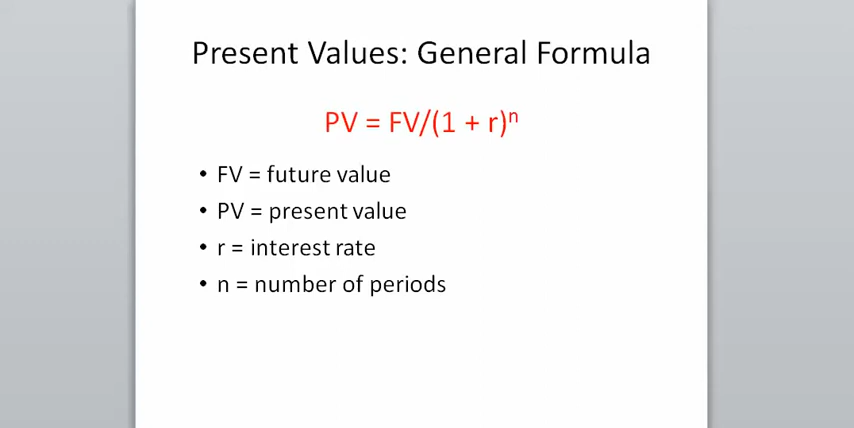 Present Values: General Formula
PV = FV/(1 + r)ⁿ
• FV = future value
• PV = present value
• r = interest rate
• n = number of periods